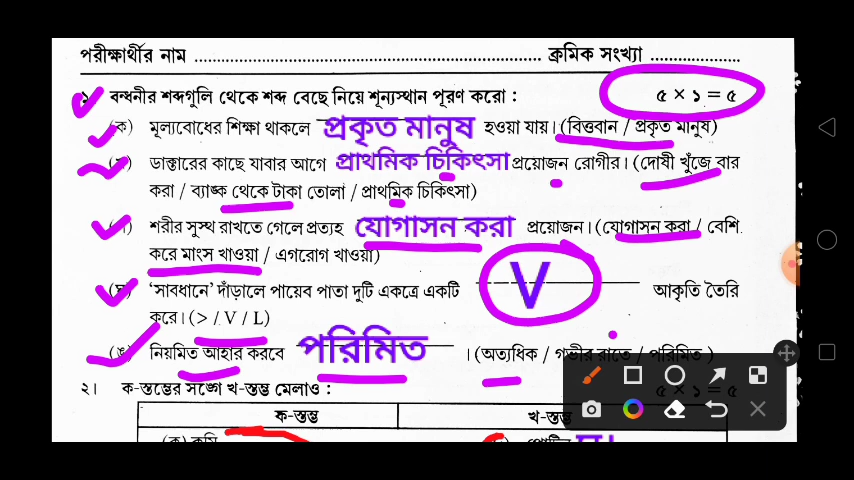 পরীক্ষার্থীর নাম ........................................................ ক্রমিক সংখ্যা ....................
১। বন্ধনীর শব্দগুলি থেকে শব্দ বেছে নিয়ে শূন্যস্থান পূরণ করো : ৫ × ১ = ৫
(ক) মূল্যবোধের শিক্ষা থাকলে প্রকৃত মানুষ হওয়া যায়। (বিত্তবান / প্রকৃত মানুষ)
ডাক্তারের কাছে যাবার আগে প্রাথমিক চিকিৎসা প্রয়োজন রোগীর। (দোষী খুঁজে বার
করা / ব্যাঙ্ক থেকে টাকা তোলা / প্রাথমিক চিকিৎসা)
শরীর সুস্থ রাখতে গেলে প্রত্যহ যোগাসন করা প্রয়োজন। (যোগাসন করা / বেশি
করে মাংস খাওয়া / এগরোগ খাওয়া)
(ঘ) 'সাবধানে' দাঁড়ালে পায়েব পাতা দুটি একত্রে একটি V আকৃতি তৈরি
করে। (> / V / L)
(ঙ) নিয়মিত আহার করবে পরিমিত । (অত্যধিক / গভীর রাতে / পরিমিত )
২। ক-স্তম্ভের সঙ্গে খ-স্তম্ভ মেলাও : ৫ × ১ = ৫
ক-স্তম্ভ খ-স্তম্ভ